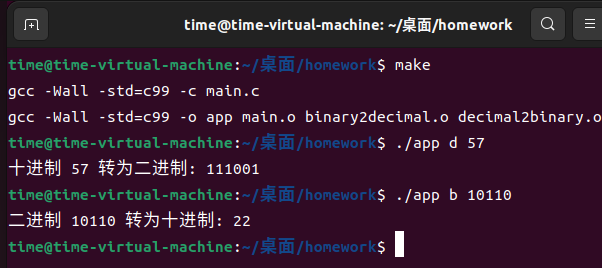 time@time-virtual-machine: ~/桌面/homework
time@time-virtual-machine:~/桌面/homework$ make
gcc -Wall -std=c99 -c main.c
gcc -Wall -std=c99 -o app main.o binary2decimal.o decimal2binary.o
time@time-virtual-machine:~/桌面/homework$ ./app d 57
十进制 57 转为二进制: 111001
time@time-virtual-machine:~/桌面/homework$ ./app b 10110
二进制 10110 转为十进制: 22
time@time-virtual-machine:~/桌面/homework$